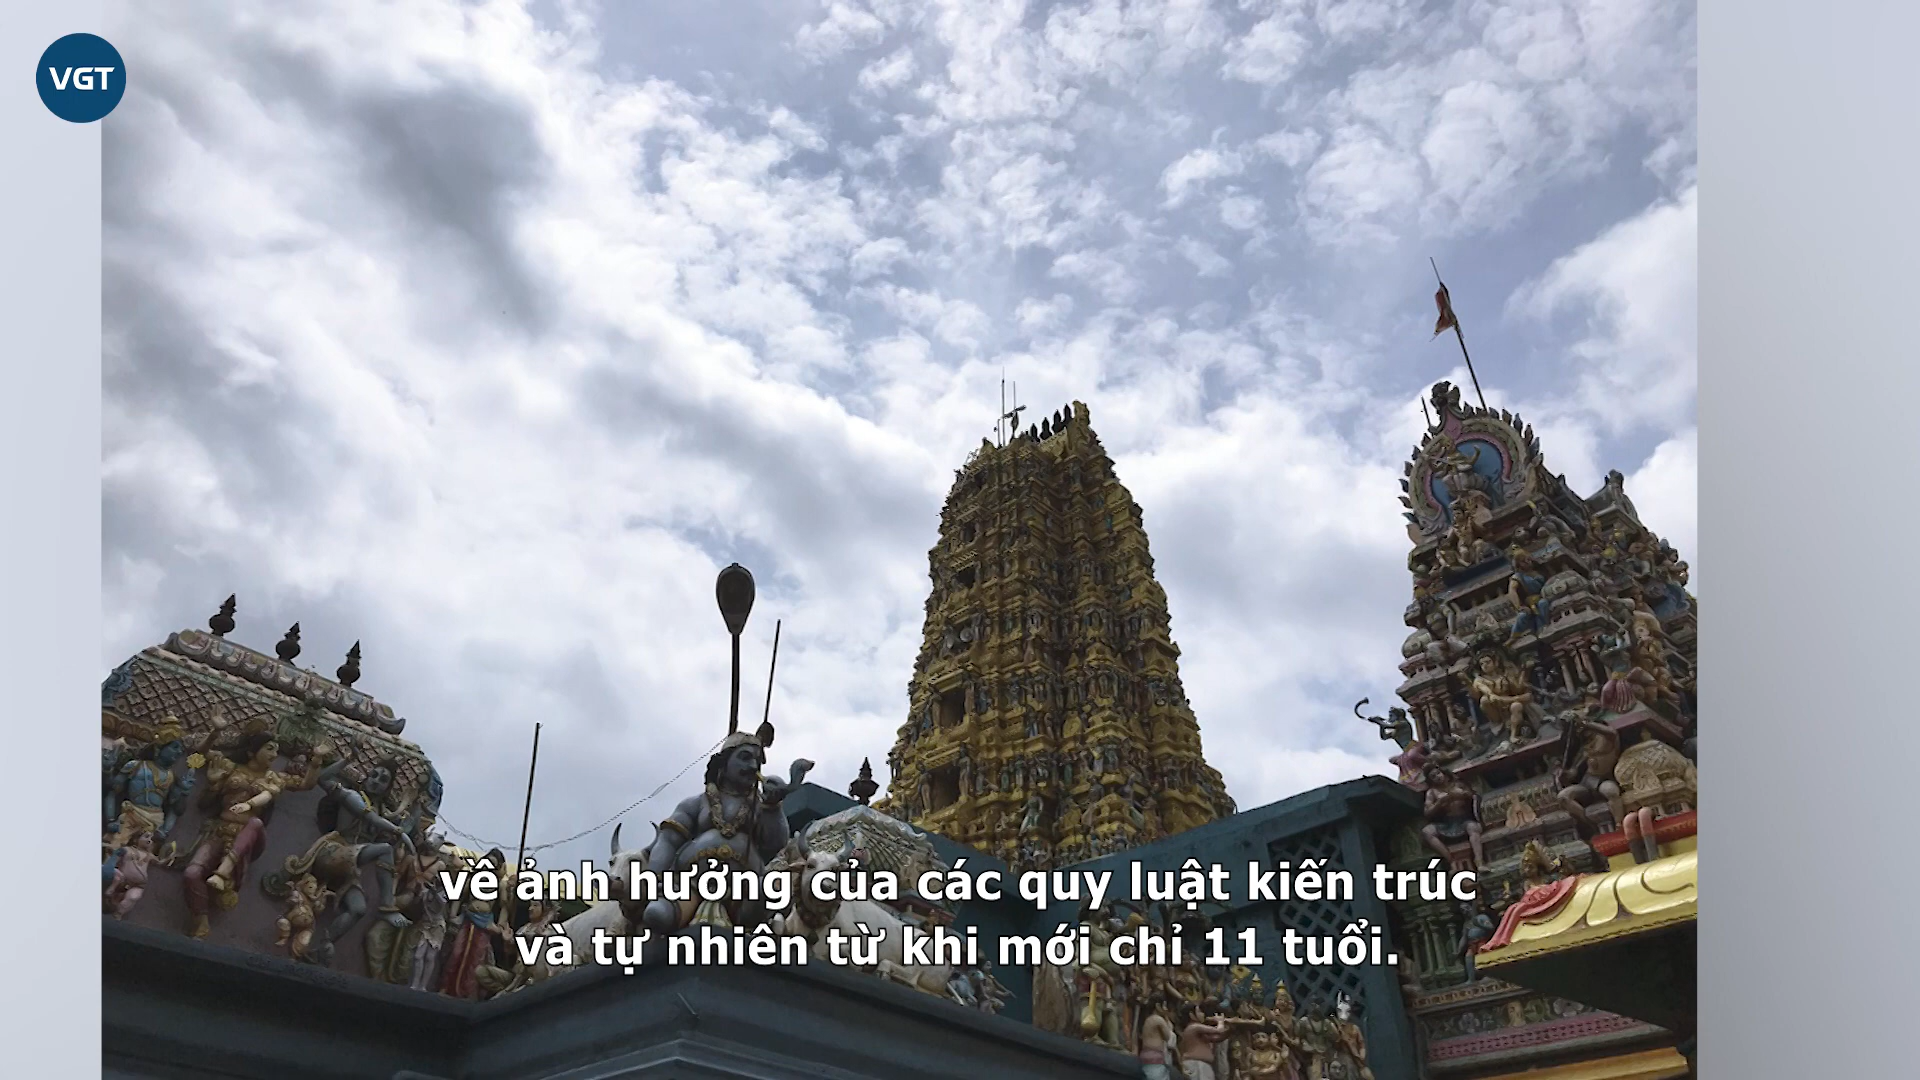 VGT
về ảnh hưởng của các quy luật kiến trúc
và tự nhiên từ khi mới chỉ 11 tuổi.